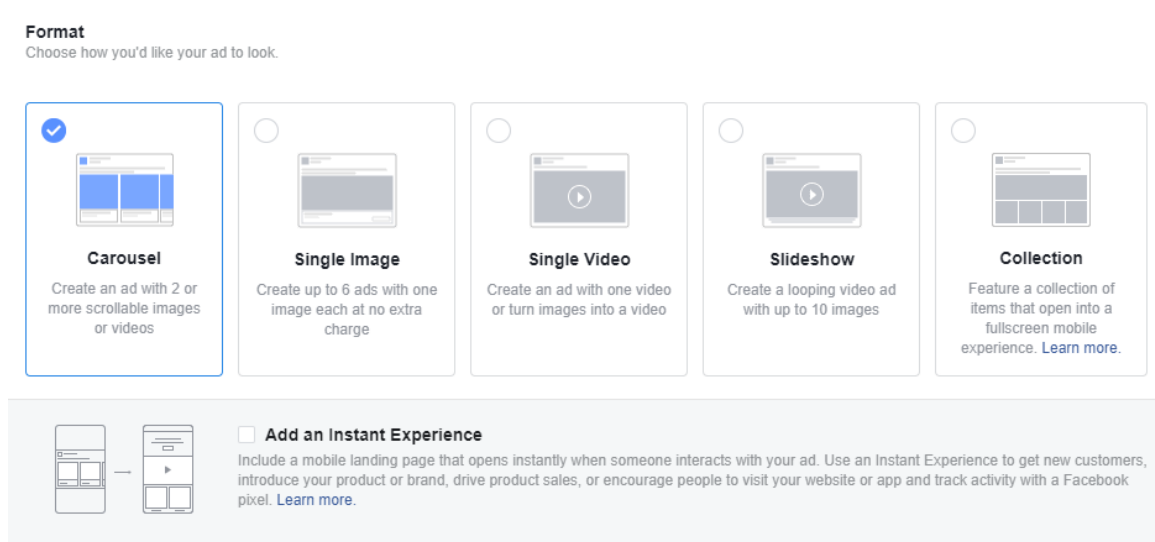 Format
Choose how you'd like your ad to look.
Carousel
Create an ad with 2 or
more scrollable images
or videos
Single Image
Create up to 6 ads with one
image each at no extra
charge
Single Video
Create an ad with one video
or turn images into a video
Slideshow
Create a looping video ad
with up to 10 images
Collection
Feature a collection of
items that open into a
fullscreen mobile
experience. Learn more.
Add an Instant Experience
Include a mobile landing page that opens instantly when someone interacts with your ad. Use an Instant Experience to get new customers,
introduce your product or brand, drive product sales, or encourage people to visit your website or app and track activity with a Facebook
pixel. Learn more.